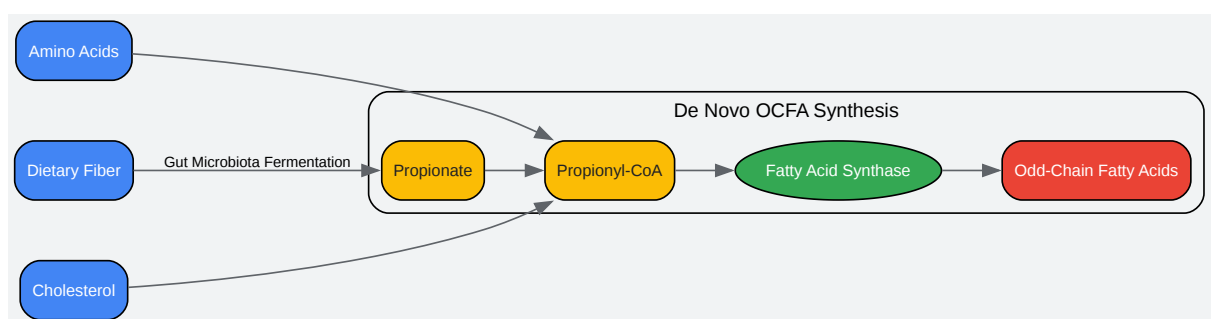 Amino Acids
De Novo OCFA Synthesis
Dietary Fiber
Gut Microbiota Fermentation
Propionate
Propionyl-CoA
Fatty Acid Synthase
Odd-Chain Fatty Acids
Cholesterol